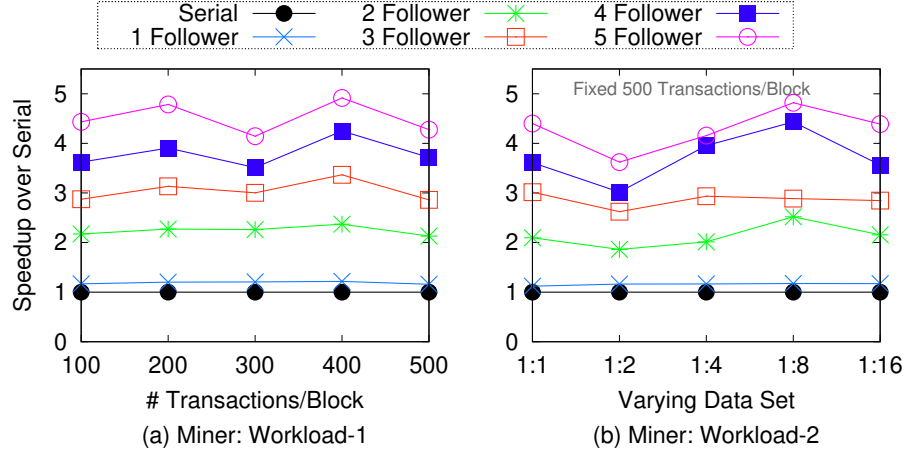 Serial 2 Follower 4 Follower
1 Follower 3 Follower 5 Follower
Speedup over Serial
5
4
3
2
1
0
100 200 300 400 500
# Transactions/Block
(a) Miner: Workload-1
Fixed 500 Transactions/Block
5
4
3
2
1
0
1:1 1:2 1:4 1:8 1:16
Varying Data Set
(b) Miner: Workload-2